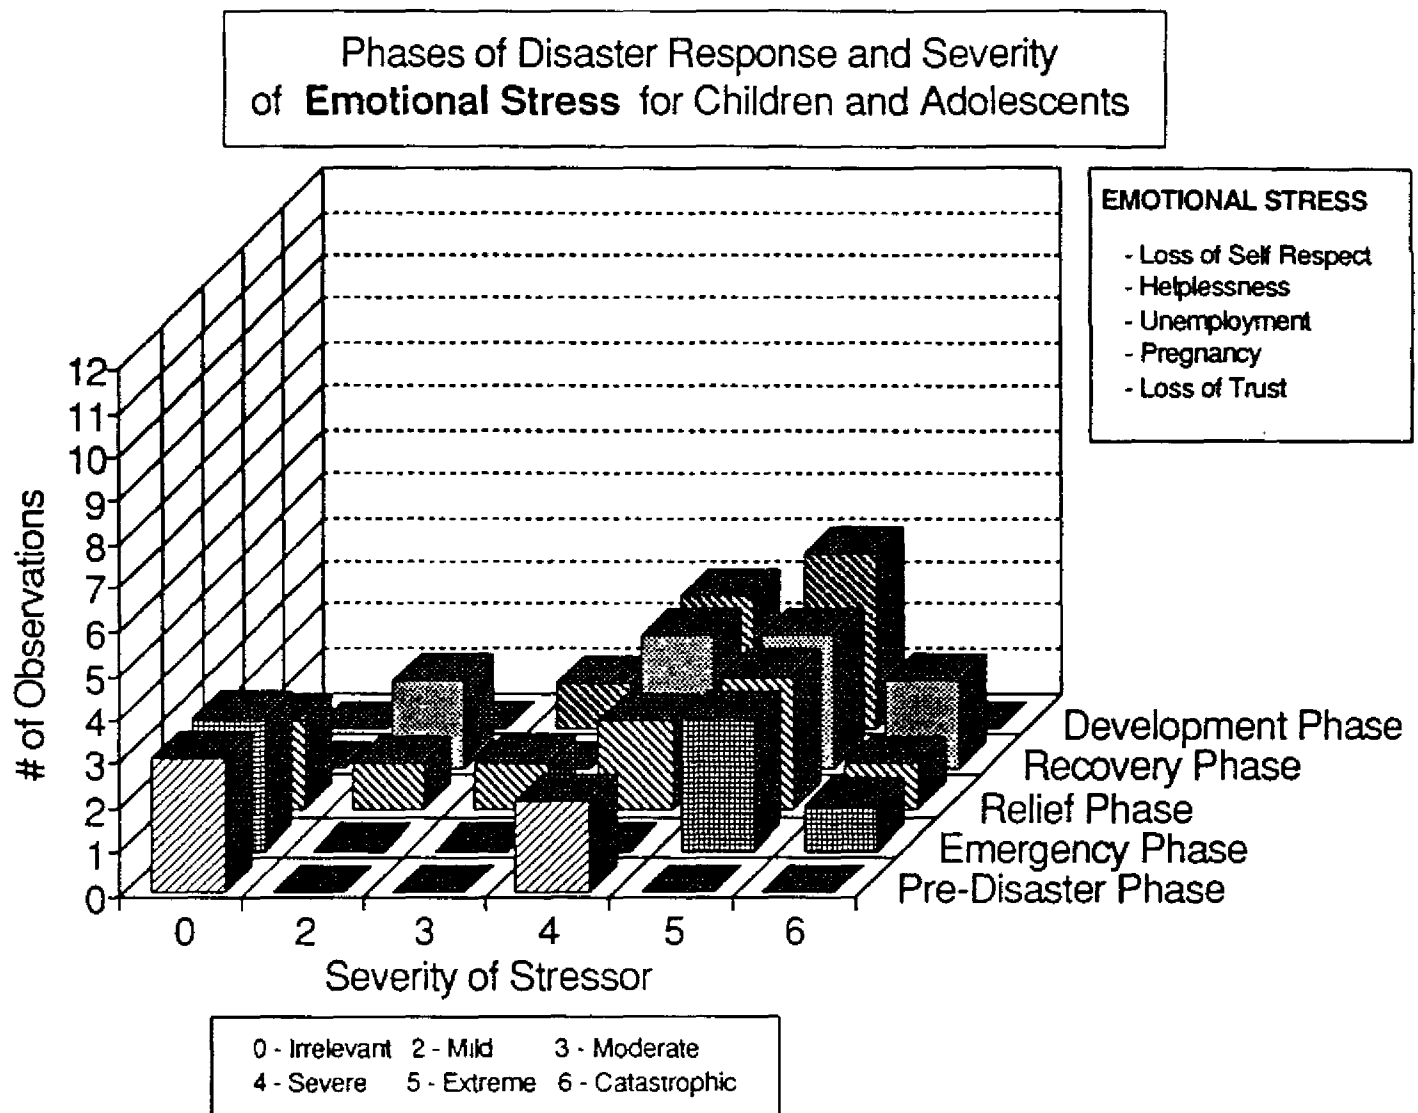 Phases of Disaster Response and Severity
of Emotional Stress for Children and Adolescents
EMOTIONAL STRESS
- Loss of Self Respect
- Helplessness
- Unemployment
- Pregnancy
- Loss of Trust
# of Observations
12
11
10
9
8
7
6
5
4
3
2
1
0
Development Phase
Recovery Phase
Relief Phase
Emergency Phase
Pre-Disaster Phase
0 2 3 4 5 6
Severity of Stressor
0 - Irrelevant 2 - Mild 3 - Moderate
4 - Severe 5 - Extreme 6 - Catastrophic